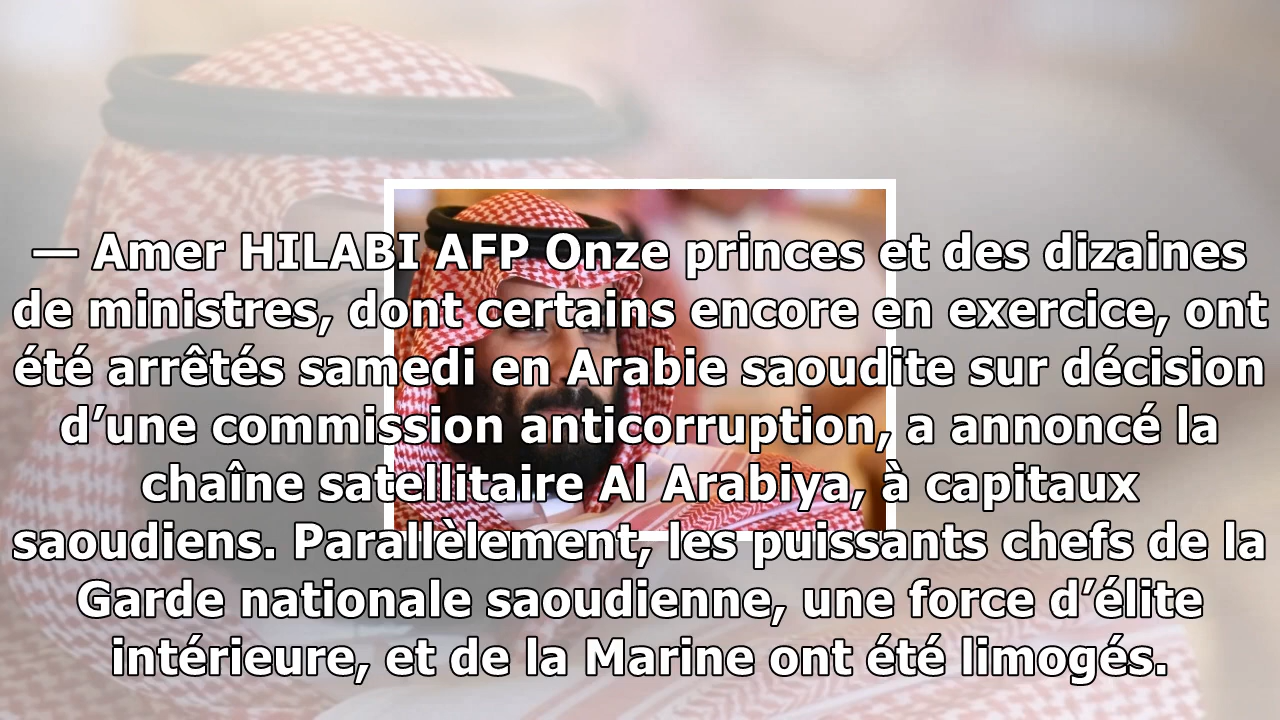 — Amer HILABI AFP Onze princes et des dizaines
de ministres, dont certains encore en exercice, ont
été arrêtés samedi en Arabie saoudite sur décision
d’une commission anticorruption, a annoncé la
chaîne satellitaire Al Arabiya, à capitaux
saoudiens. Parallèlement, les puissants chefs de la
Garde nationale saoudienne, une force d’élite
intérieure, et de la Marine ont été limogés.